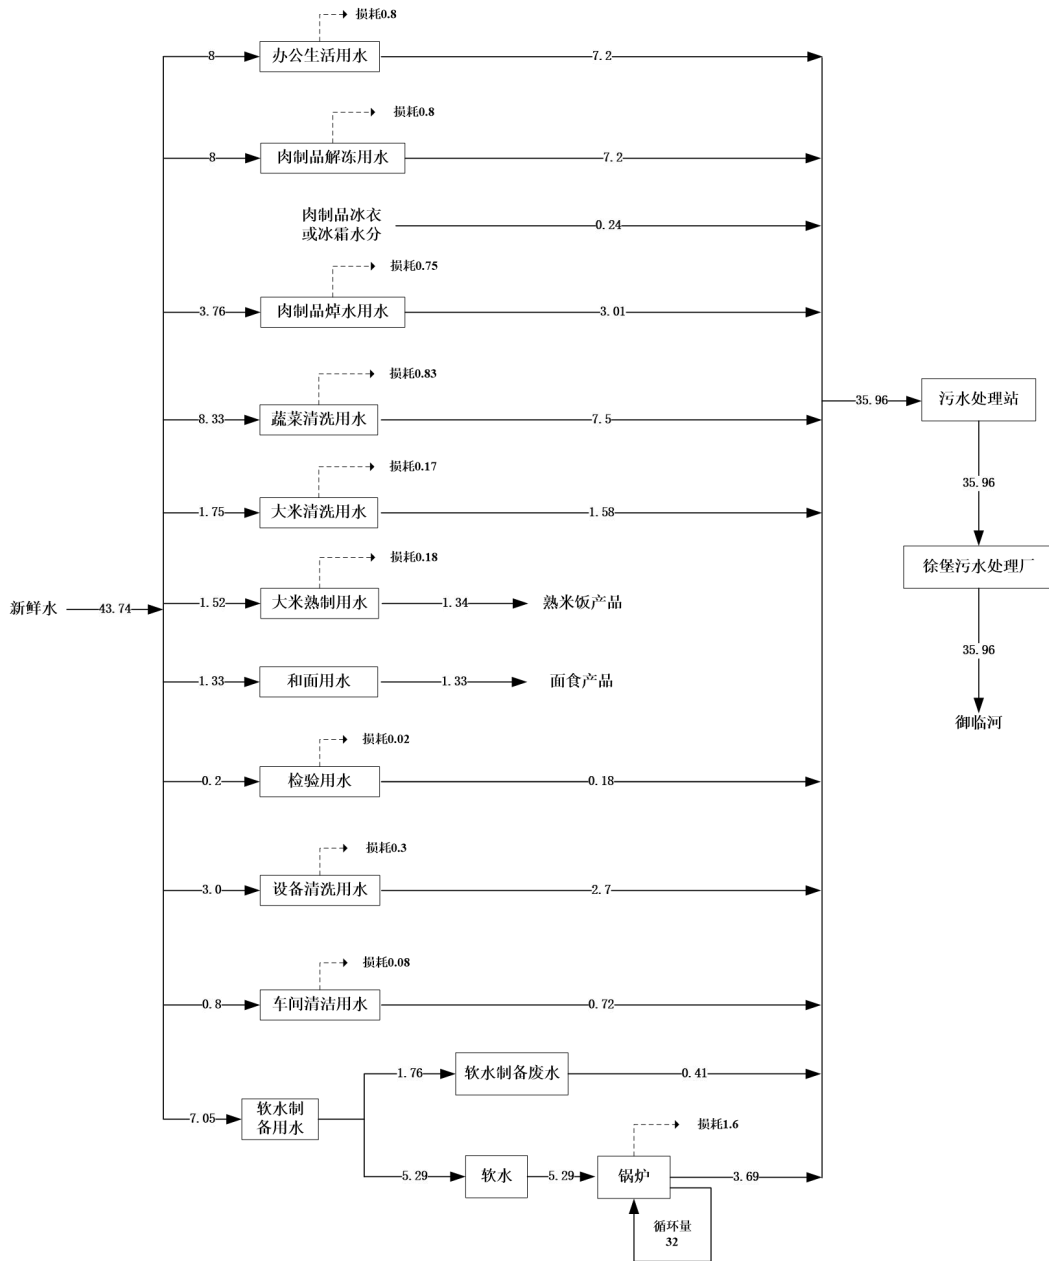 损耗0.8
8
办公生活用水
7.2
损耗0.8
8
肉制品解冻用水
7.2
肉制品冰衣
或冰霜水分
0.24
损耗0.75
3.76
肉制品焯水用水
3.01
损耗0.83
8.33
蔬菜清洗用水
7.5
35.96
污水处理站
损耗0.17
35.96
1.75
大米清洗用水
1.58
损耗0.18
徐堡污水处理厂
新鲜水
43.74
1.52
大米熟制用水
1.34
熟米饭产品
35.96
1.33
和面用水
1.33
面食产品
御临河
损耗0.02
0.2
检验用水
0.18
损耗0.3
3.0
设备清洗用水
2.7
损耗0.08
0.8
车间清洁用水
0.72
1.76
软水制备废水
0.41
7.05
软水制
备用水
损耗1.6
5.29
软水
5.29
锅炉
3.69
循环量
32